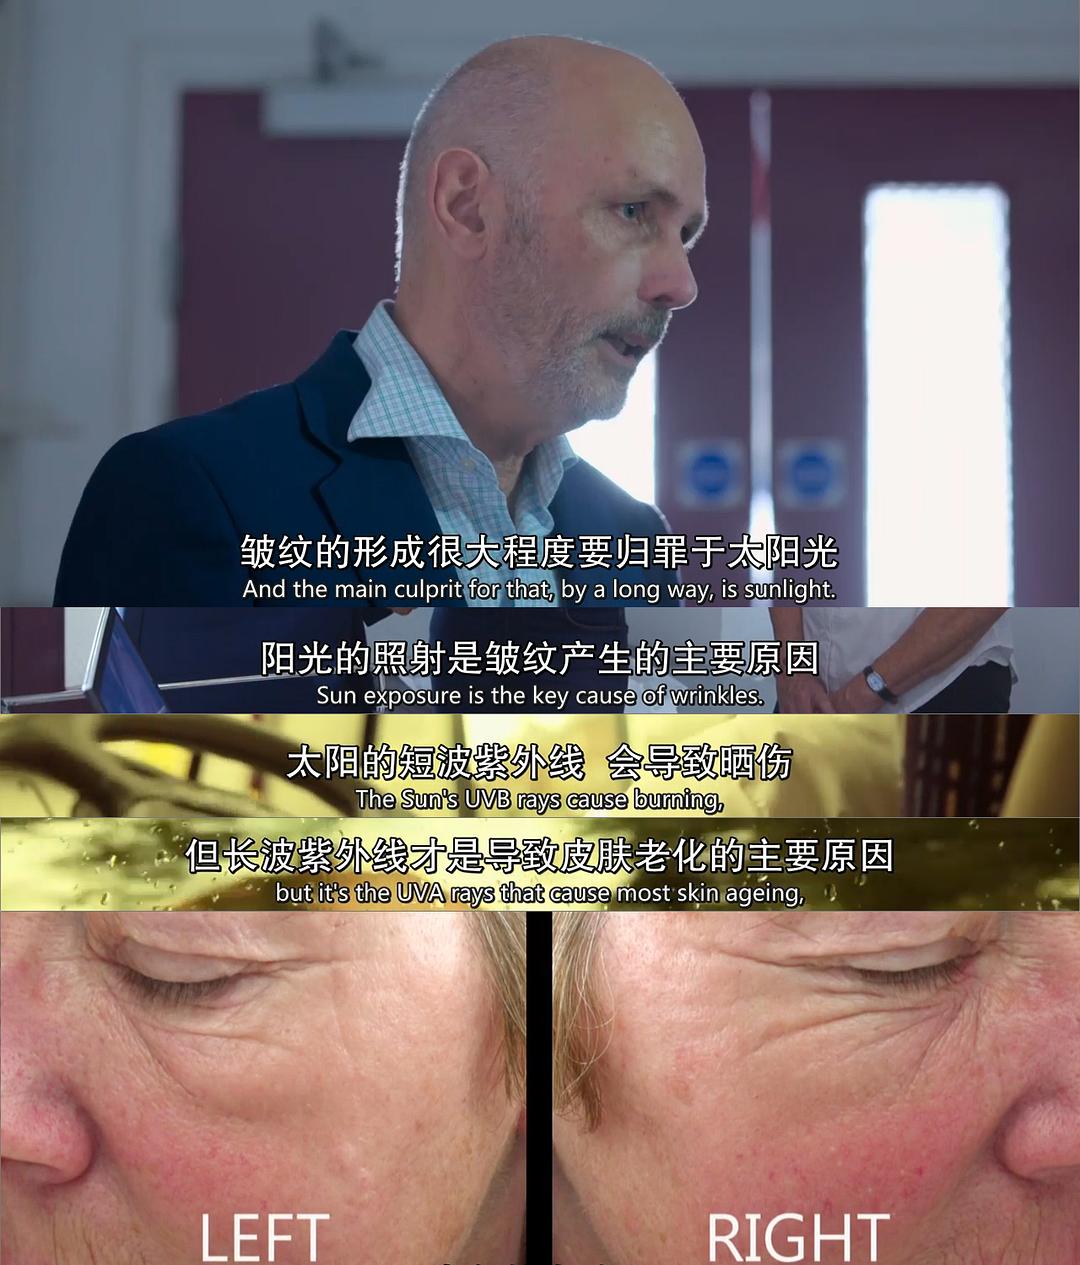 皱纹的形成很大程度要归罪于太阳光
And the main culprit for that, by a long way, is sunlight.
阳光的照射是皱纹产生的主要原因
Sun exposure is the key cause of wrinkles.
太阳的短波紫外线 会导致晒伤
The Sun's UVB rays cause burning,
但长波紫外线才是导致皮肤老化的主要原因
but it's the UVA rays that cause most skin ageing,
LEFT
RIGHT